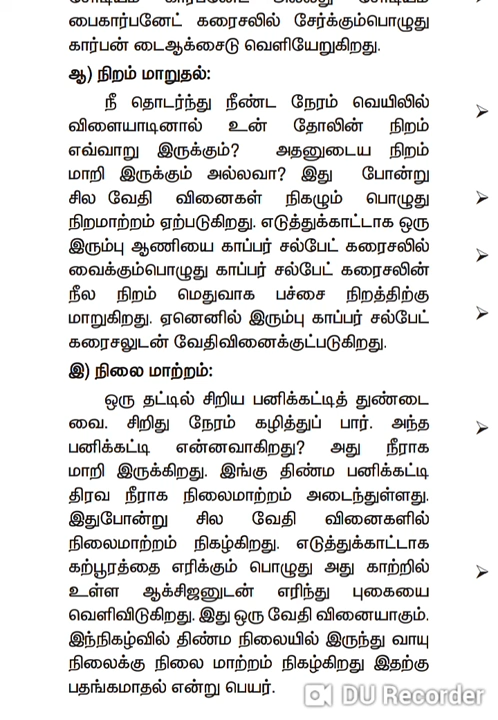 பைகார்பனேட் கரைசலில் சேர்க்கும்பொழுது
கார்பன் டைஆக்சைடு வெளியேறுகிறது.
ஆ) நிறம் மாறுதல்:
நீ தொடர்ந்து நீண்ட நேரம் வெயிலில்
விளையாடினால் உன் தோலின் நிறம்
எவ்வாறு இருக்கும்? அதனுடைய நிறம்
மாறி இருக்கும் அல்லவா? இது போன்று
சில வேதி வினைகள் நிகழும் பொழுது
நிறமாற்றம் ஏற்படுகிறது. எடுத்துக்காட்டாக ஒரு
இரும்பு ஆணியை காப்பர் சல்பேட் கரைசலில்
வைக்கும்பொழுது காப்பர் சல்பேட் கரைசலின்
நீல நிறம் மெதுவாக பச்சை நிறத்திற்கு
மாறுகிறது. ஏனெனில் இரும்பு காப்பர் சல்பேட்
கரைசலுடன் வேதிவினைக்குட்படுகிறது.
இ) நிலை மாற்றம்:
ஒரு தட்டில் சிறிய பனிக்கட்டித் துண்டை
வை. சிறிது நேரம் கழித்துப் பார். அந்த
பனிக்கட்டி என்னவாகிறது? அது நீராக
மாறி இருக்கிறது. இங்கு திண்ம பனிக்கட்டி
திரவ நீராக நிலைமாற்றம் அடைந்துள்ளது.
இதுபோன்று சில வேதி வினைகளில்
நிலைமாற்றம் நிகழ்கிறது. எடுத்துக்காட்டாக
கற்பூரத்தை எரிக்கும் பொழுது அது காற்றில்
உள்ள ஆக்சிஜனுடன் எரிந்து புகையை
வெளிவிடுகிறது. இது ஒரு வேதி வினையாகும்.
இந்நிகழ்வில் திண்ம நிலையில் இருந்து வாயு
நிலைக்கு நிலை மாற்றம் நிகழ்கிறது இதற்கு
பதங்கமாதல் என்று பெயர்.
DU Recorder